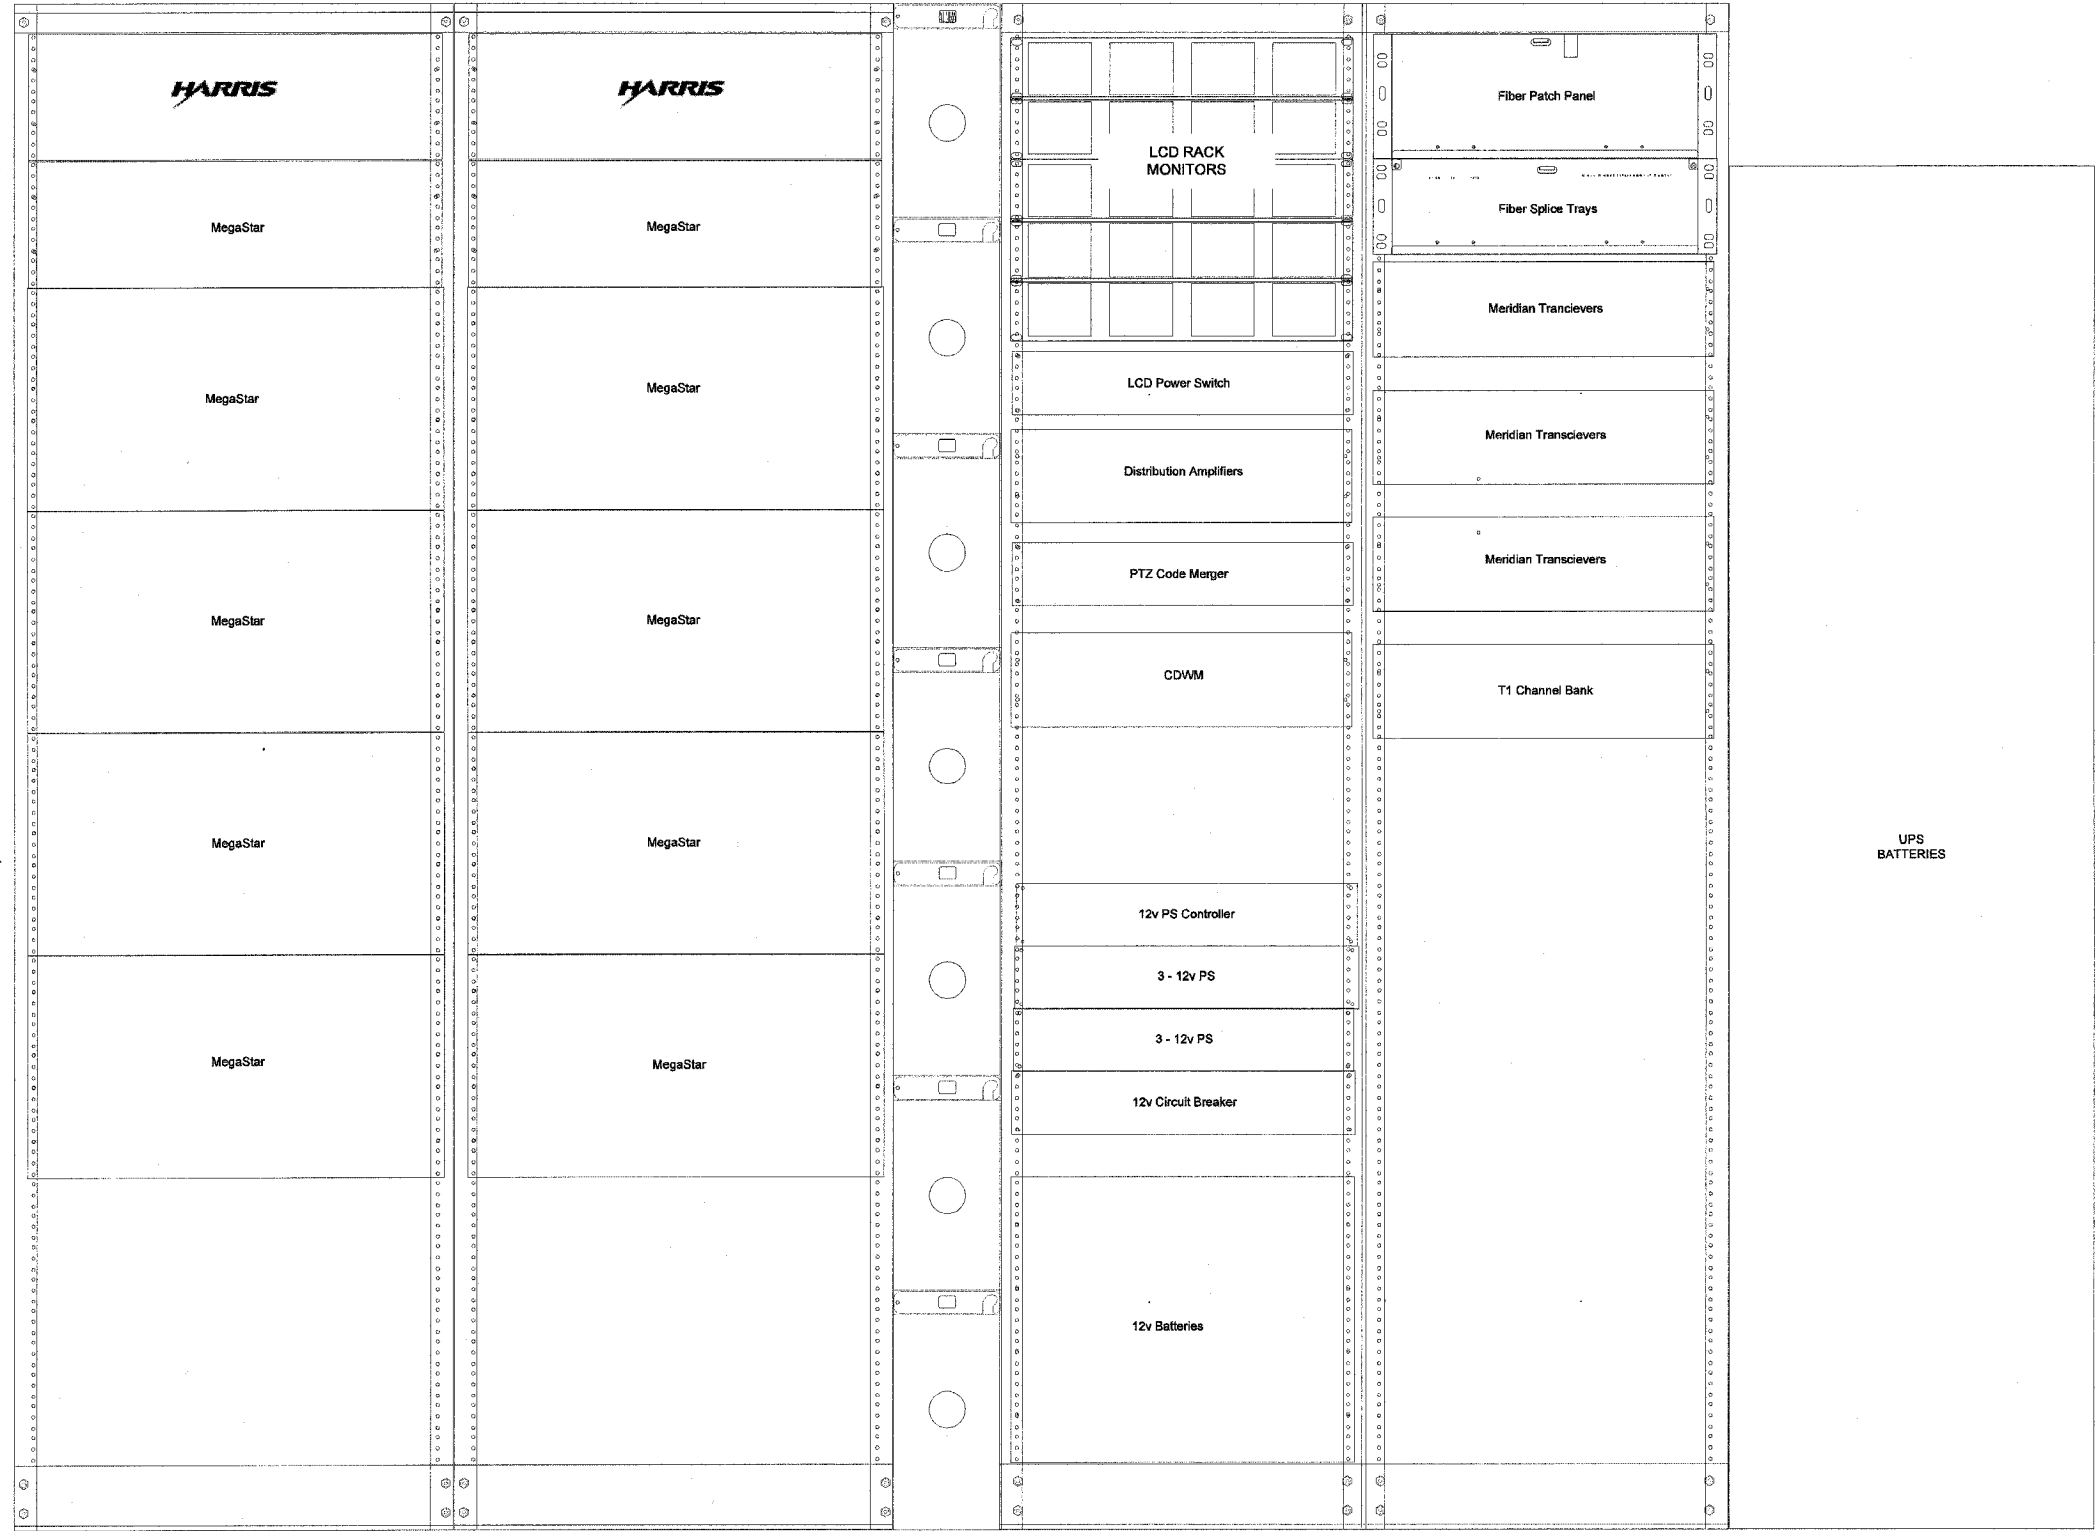 HARRIS
MegaStar
MegaStar
MegaStar
MegaStar
MegaStar
HARRIS
MegaStar
MegaStar
MegaStar
MegaStar
MegaStar
LCD RACK
MONITORS
LCD Power Switch
Distribution Amplifiers
PTZ Code Merger
CDWM
12v PS Controller
3 - 12v PS
3 - 12v PS
12v Circuit Breaker
12v Batteries
Fiber Patch Panel
Fiber Splice Trays
Meridian Trancievers
Meridian Transcievers
Meridian Transcievers
T1 Channel Bank
UPS
BATTERIES